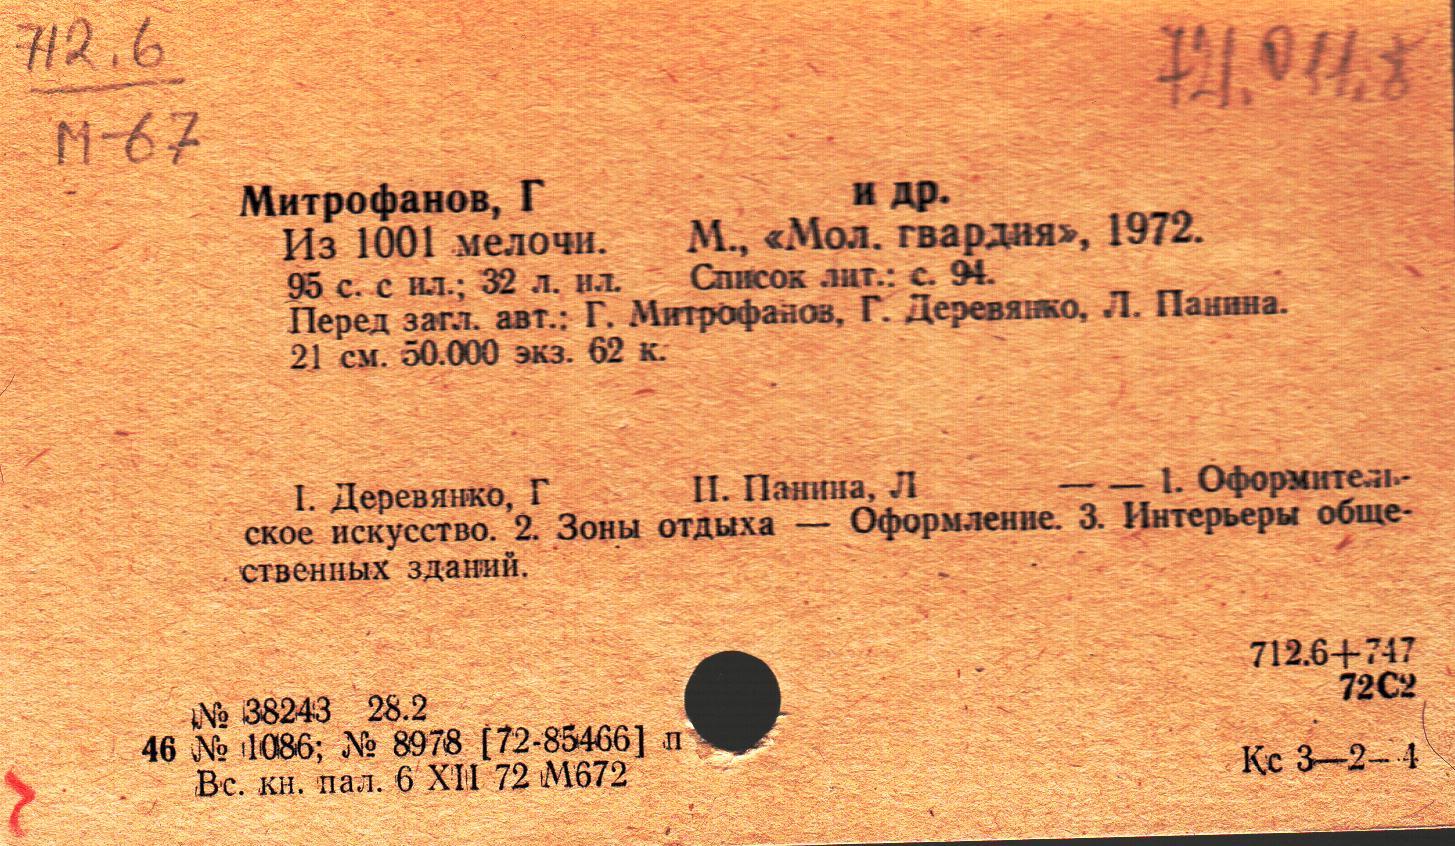 712.6
72.011.8
М-67
Митрофанов, Г и др.
Из 1001 мелочи. М., «Мол. гвардия», 1972.
95 с. с ил.; 32 л. ил. Список лит.: с. 94.
Перед загл. авт.: Г. Митрофанов, Г. Деревянко, Л. Панина.
21 см. 50.000 экз. 62 к.
I. Деревянко, Г II. Панина, Л — — 1. Оформитель-
ское искусство. 2. Зоны отдыха — Оформление. 3. Интерьеры обще-
ственных зданий.
712.6+747
72С2
№ 38243 28.2
46 № 1086; № 8978 [72-85466] п
Кс 3—2—4
Вс. кн. пал. 6 XII 72 М672